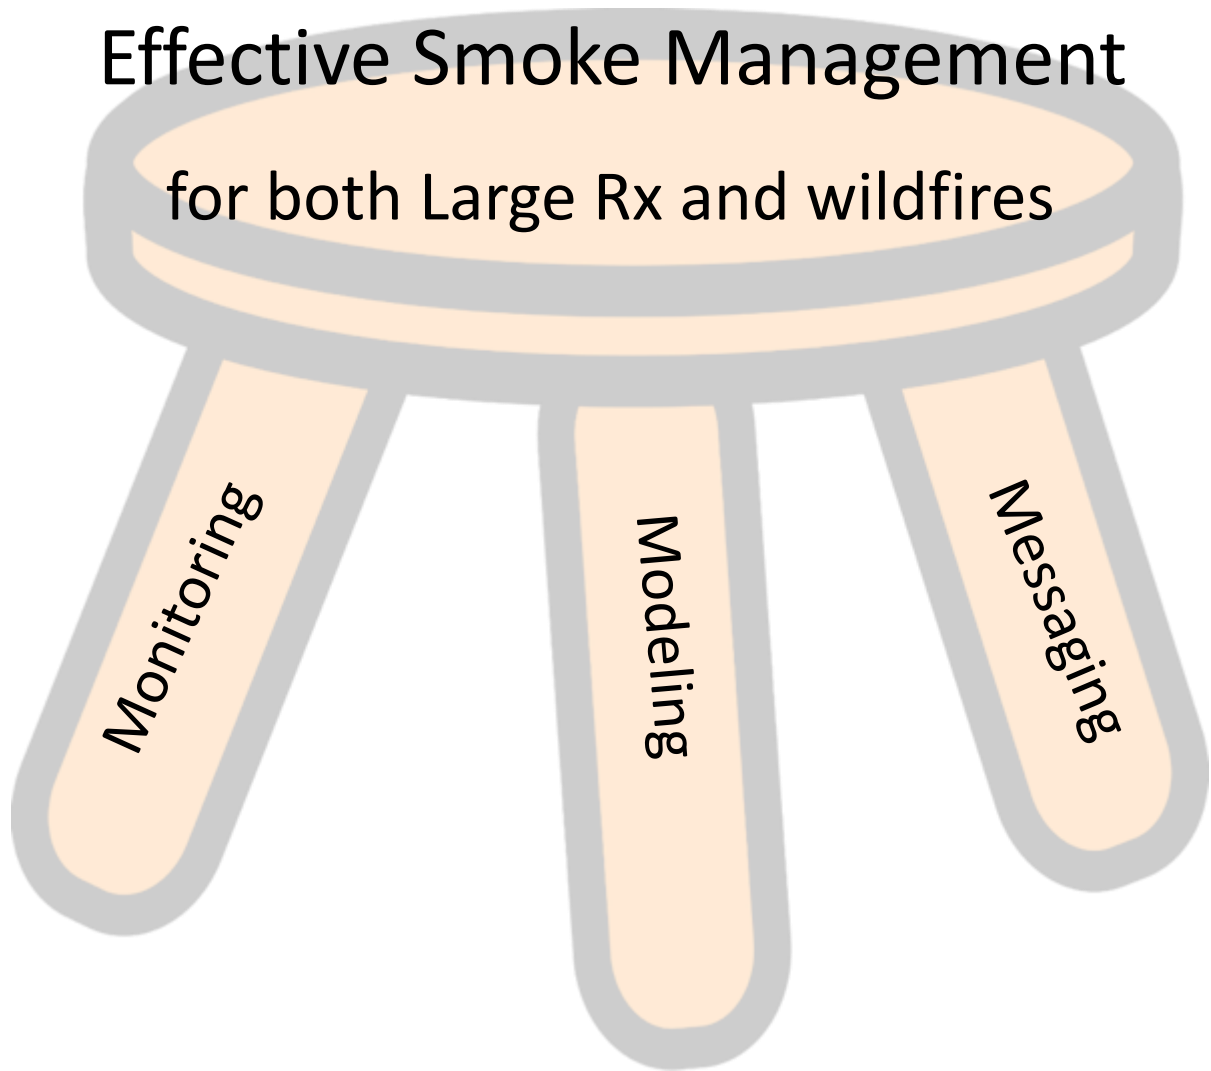 Effective Smoke Management
for both Large Rx and wildfires
Monitoring
Modeling
Messaging